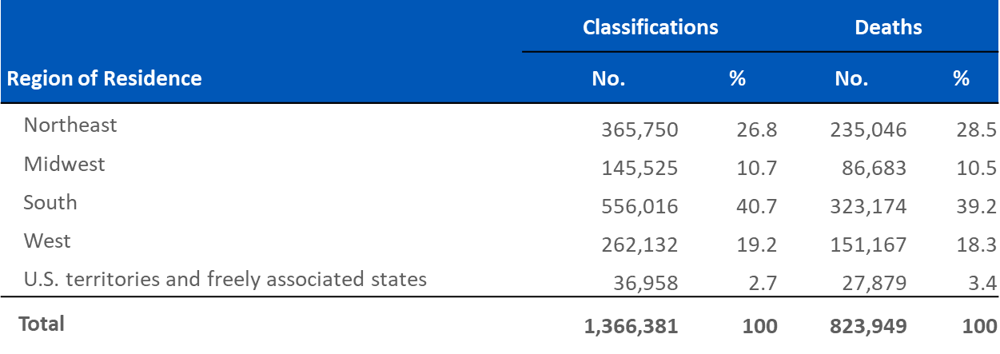 Classifications Deaths
Region of Residence No. % No. %
Northeast 365,750 26.8 235,046 28.5
Midwest 145,525 10.7 86,683 10.5
South 556,016 40.7 323,174 39.2
West 262,132 19.2 151,167 18.3
U.S. territories and freely associated states 36,958 2.7 27,879 3.4
Total 1,366,381 100 823,949 100